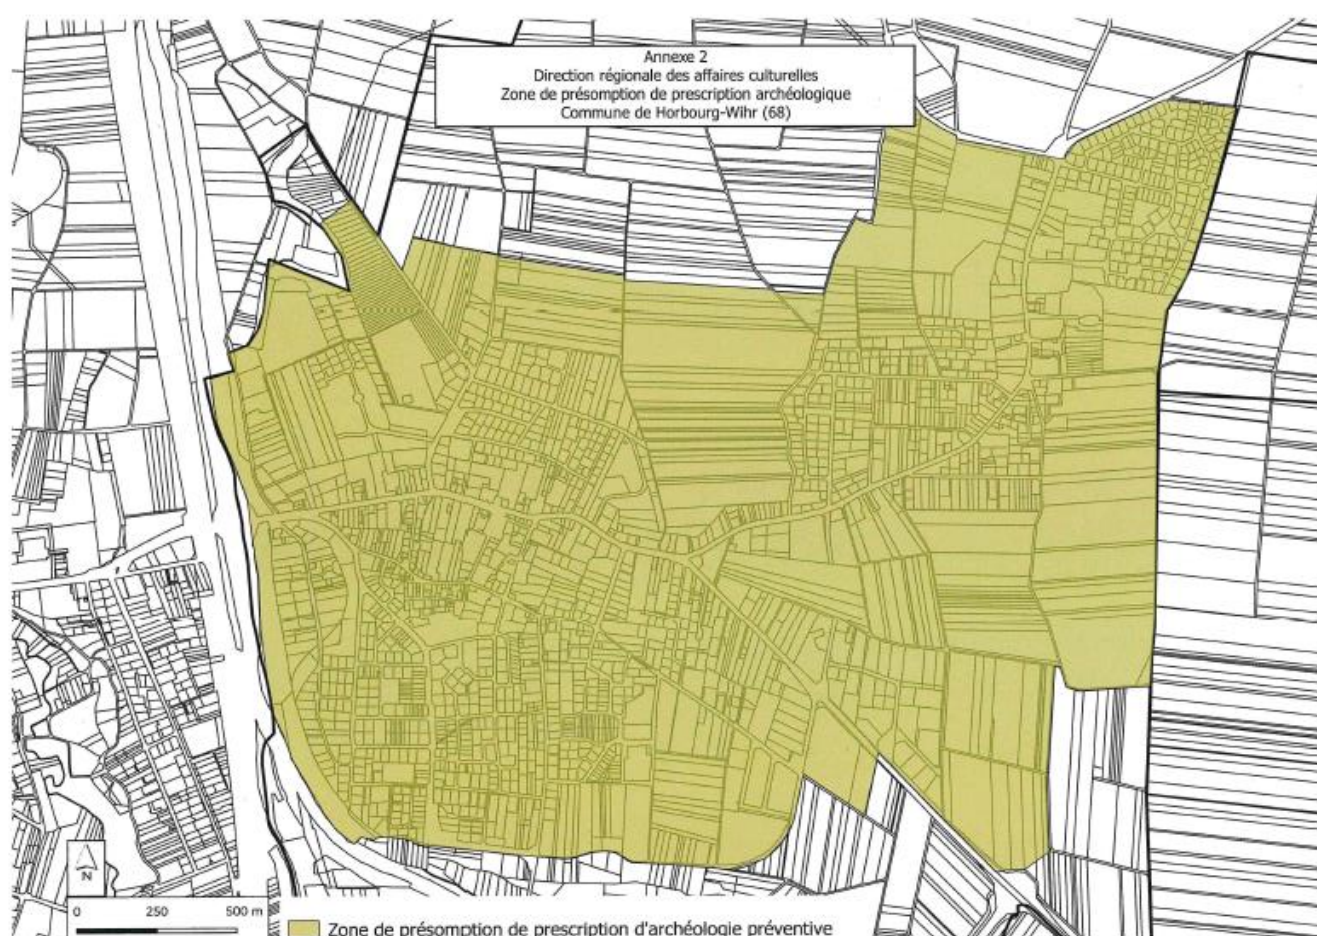 Annexe 2
Direction régionale des affaires culturelles
Zone de présomption de prescription archéologique
Commune de Horbourg-Wihr (68)
N
0 250 500 m
Zone de présomption de prescription d'archéologie préventive